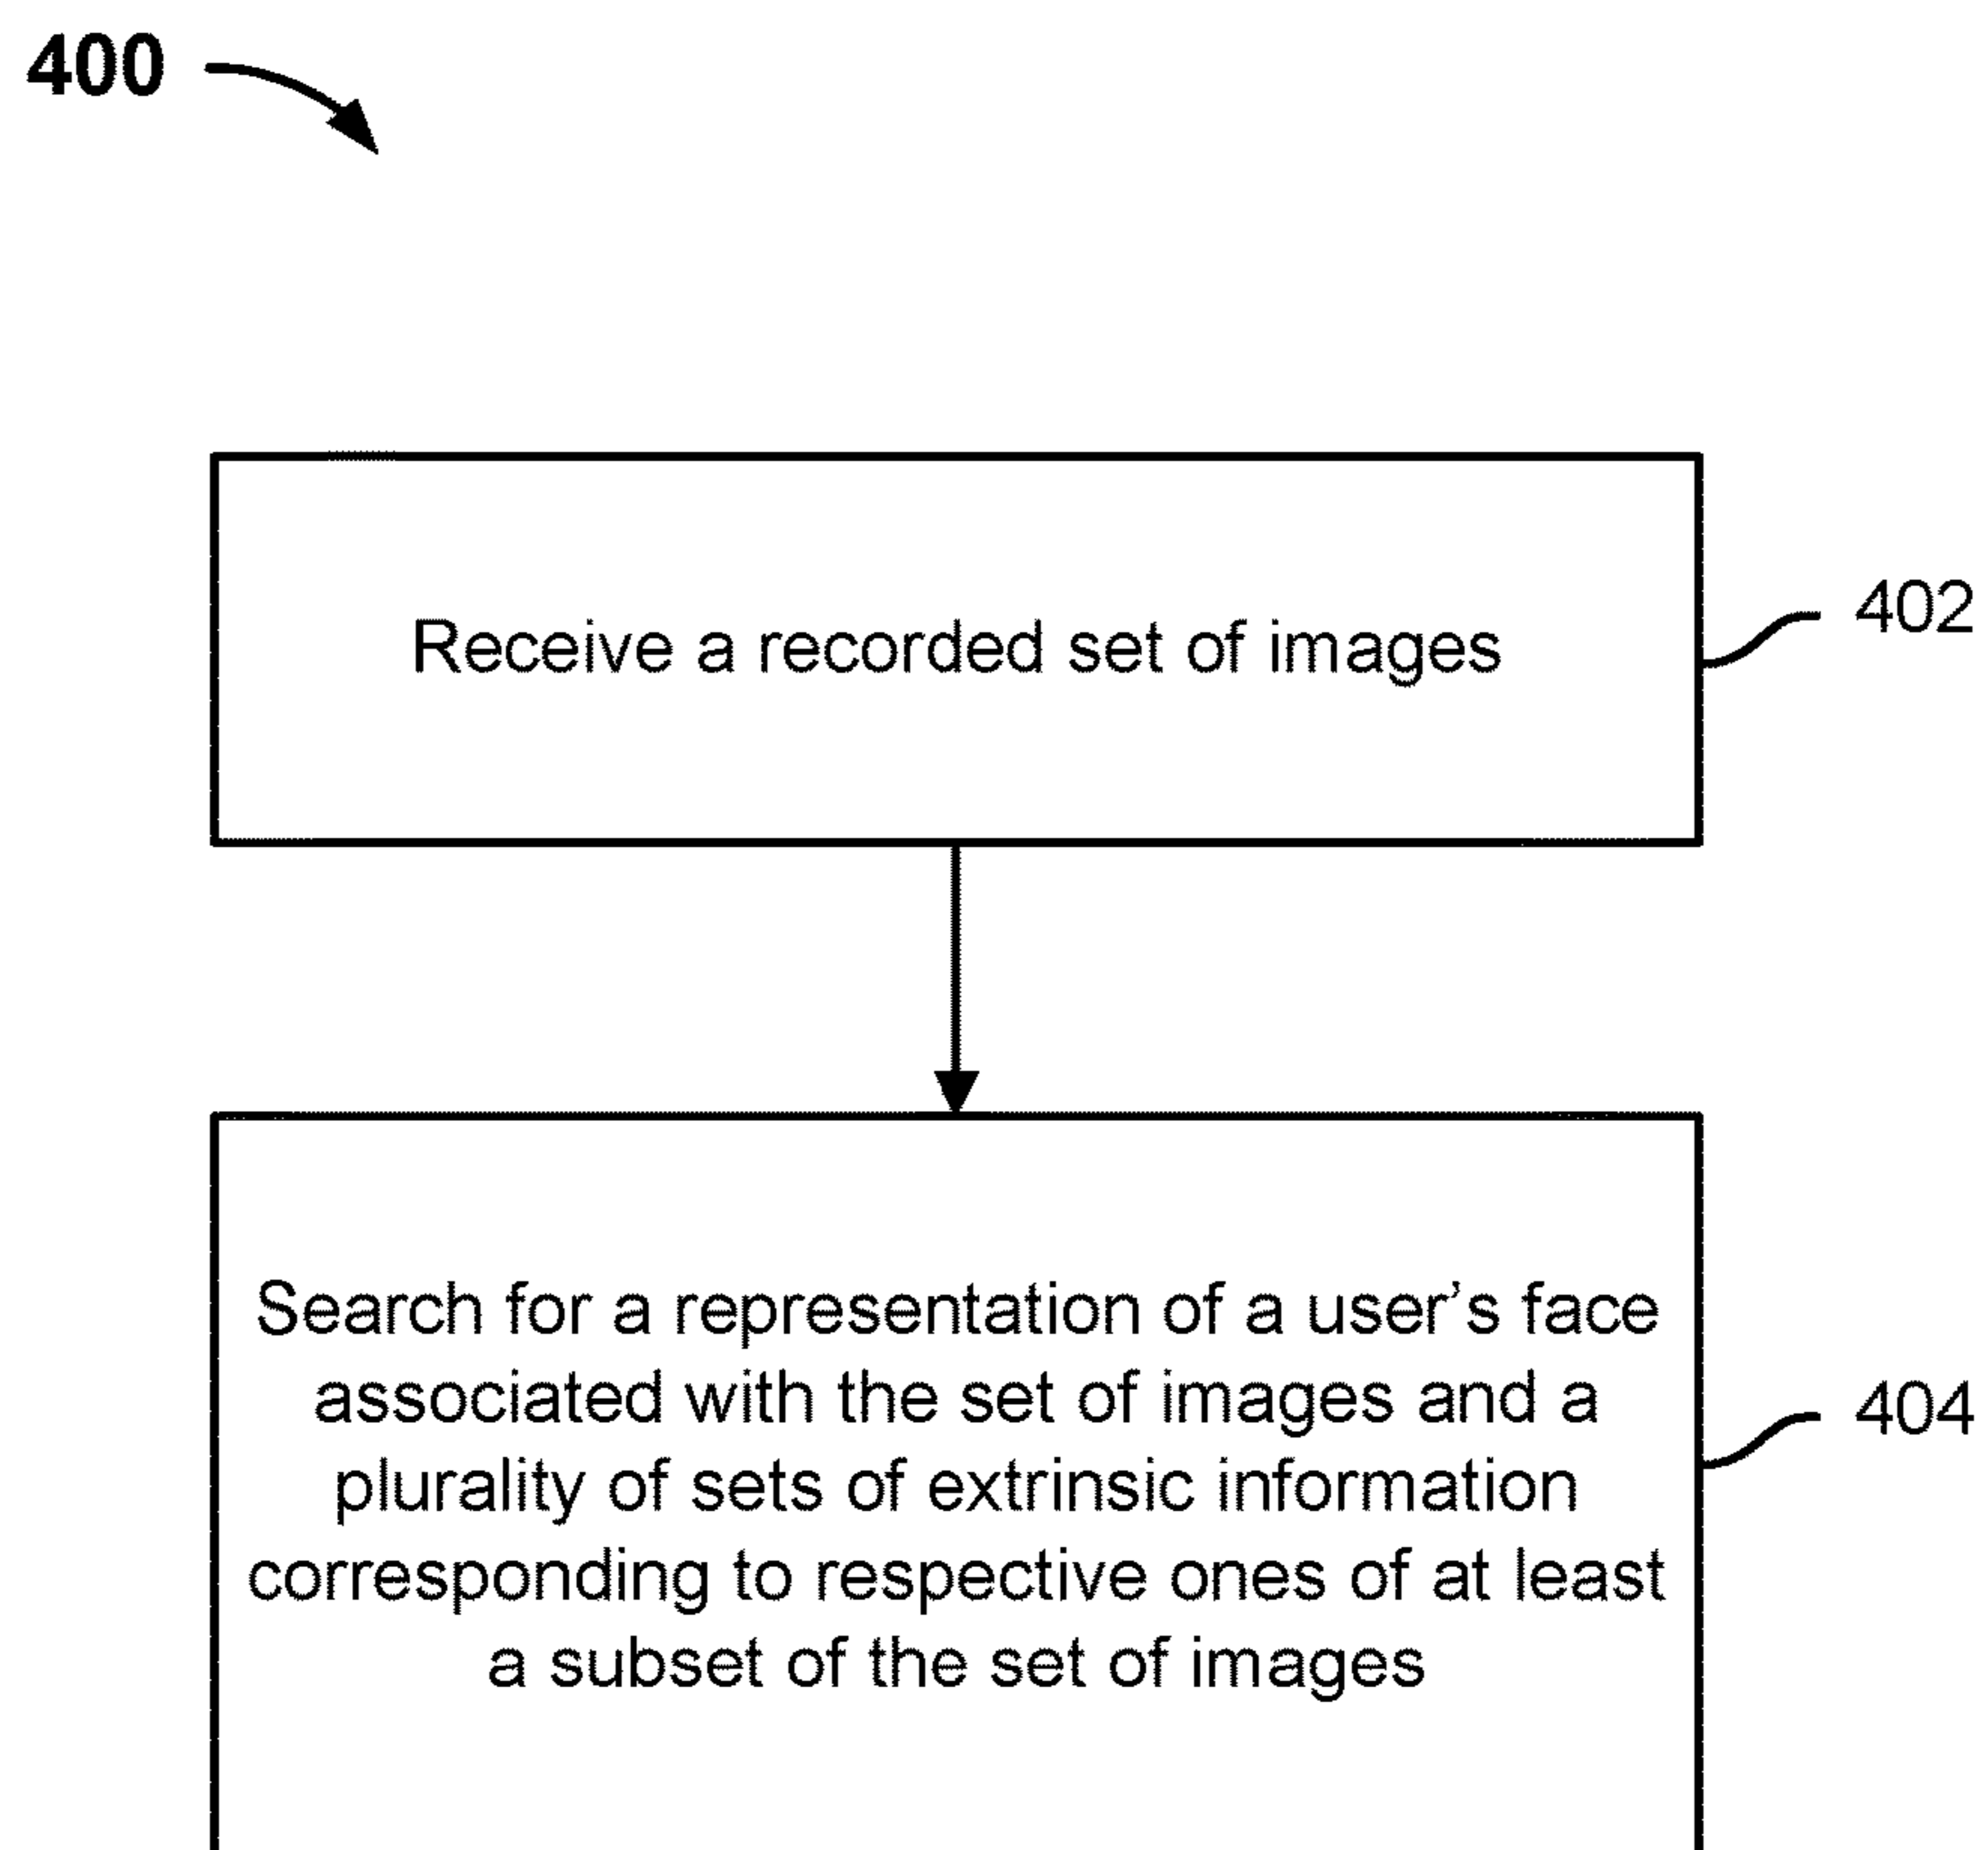 400
Receive a recorded set of images
402
Search for a representation of a user’s face
associated with the set of images and a
plurality of sets of extrinsic information
corresponding to respective ones of at least
a subset of the set of images
404